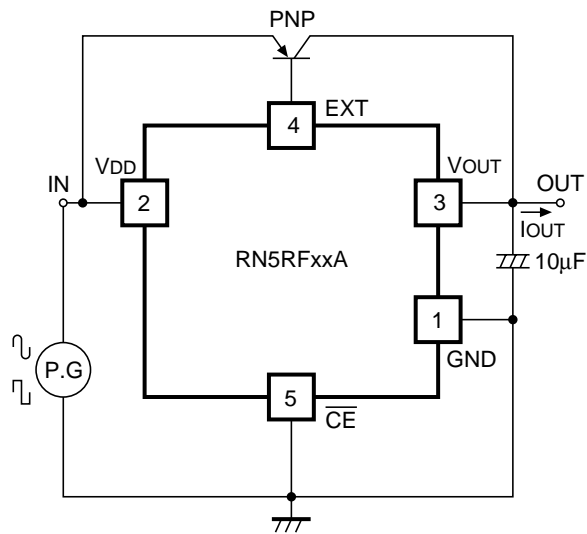 PNP
4
EXT
VDD
VOUT
IN
2
3
OUT
IOUT
RN5RFxxA
10μF
1
GND
P.G
5
CE